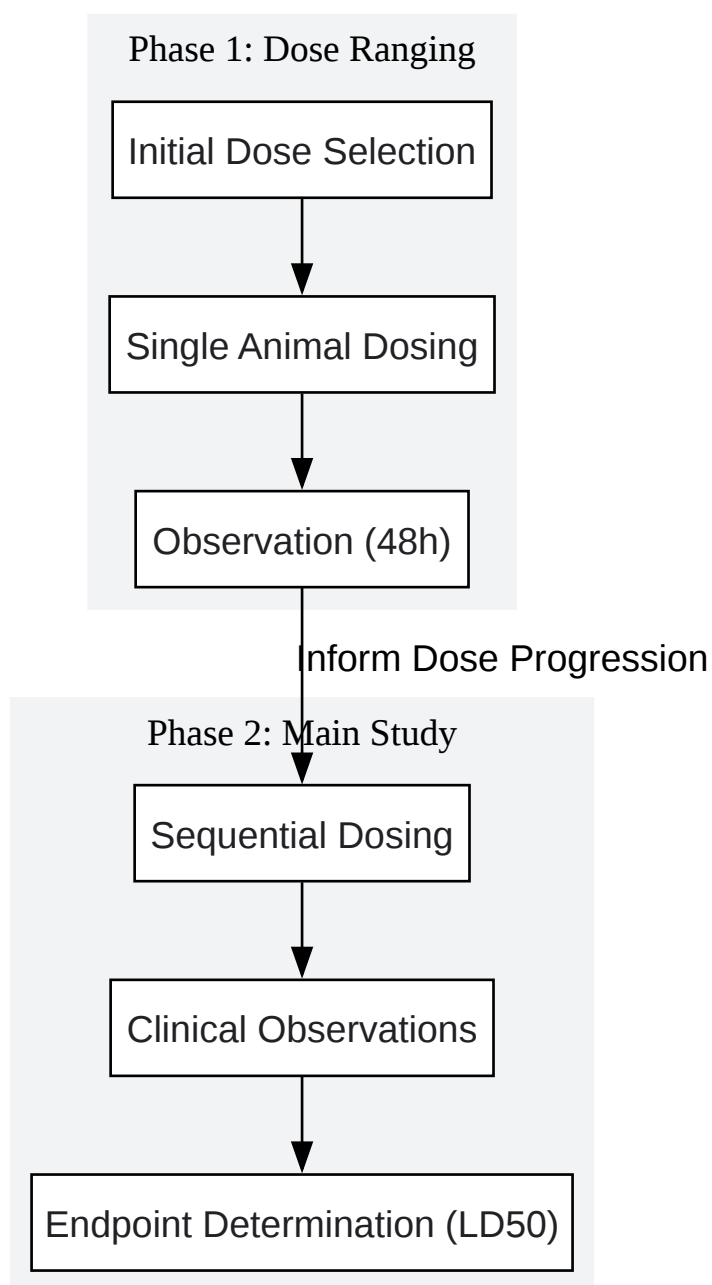 Phase 1: Dose Ranging
Initial Dose Selection
Single Animal Dosing
Observation (48h)
Inform Dose Progression
Phase 2: Main Study
Sequential Dosing
Clinical Observations
Endpoint Determination (LD50)